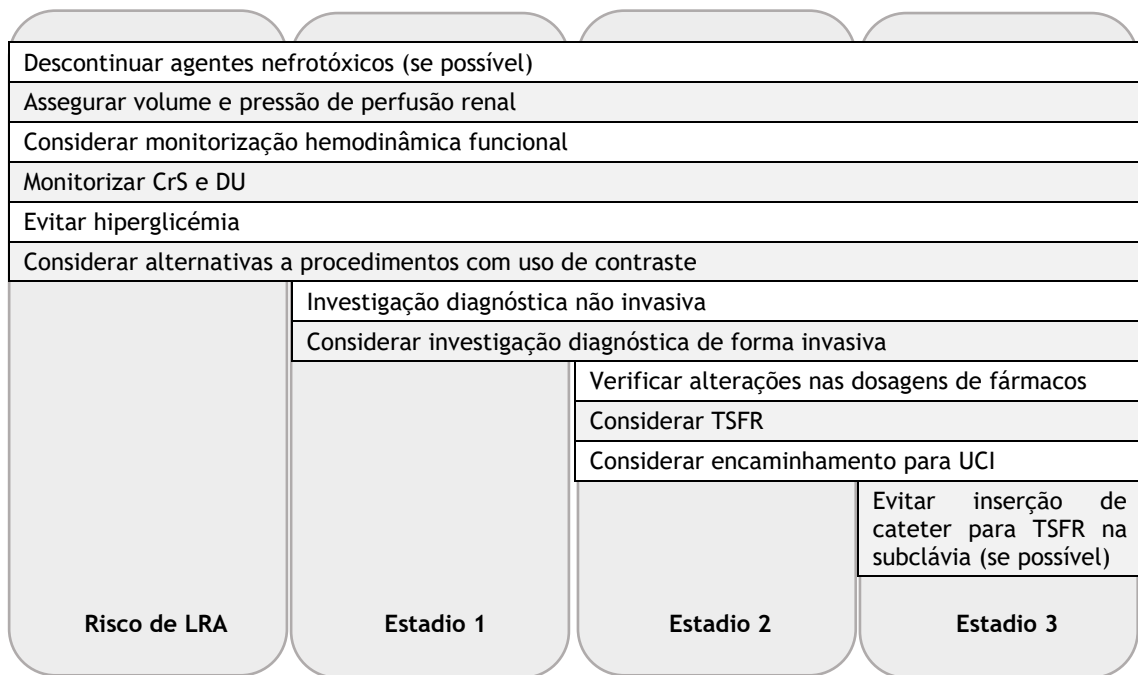 Descontinuar agentes nefrotóxicos (se possível)
Assegurar volume e pressão de perfusão renal
Considerar monitorização hemodinâmica funcional
Monitorizar CrS e DU
Evitar hiperglicémia
Considerar alternativas a procedimentos com uso de contraste
Investigação diagnóstica não invasiva
Considerar investigação diagnóstica de forma invasiva
Verificar alterações nas dosagens de fármacos
Considerar TSFR
Considerar encaminhamento para UCI
Evitar inserção de
cateter para TSFR na
subclávia (se possível)
Risco de LRA
Estadio 1
Estadio 2
Estadio 3